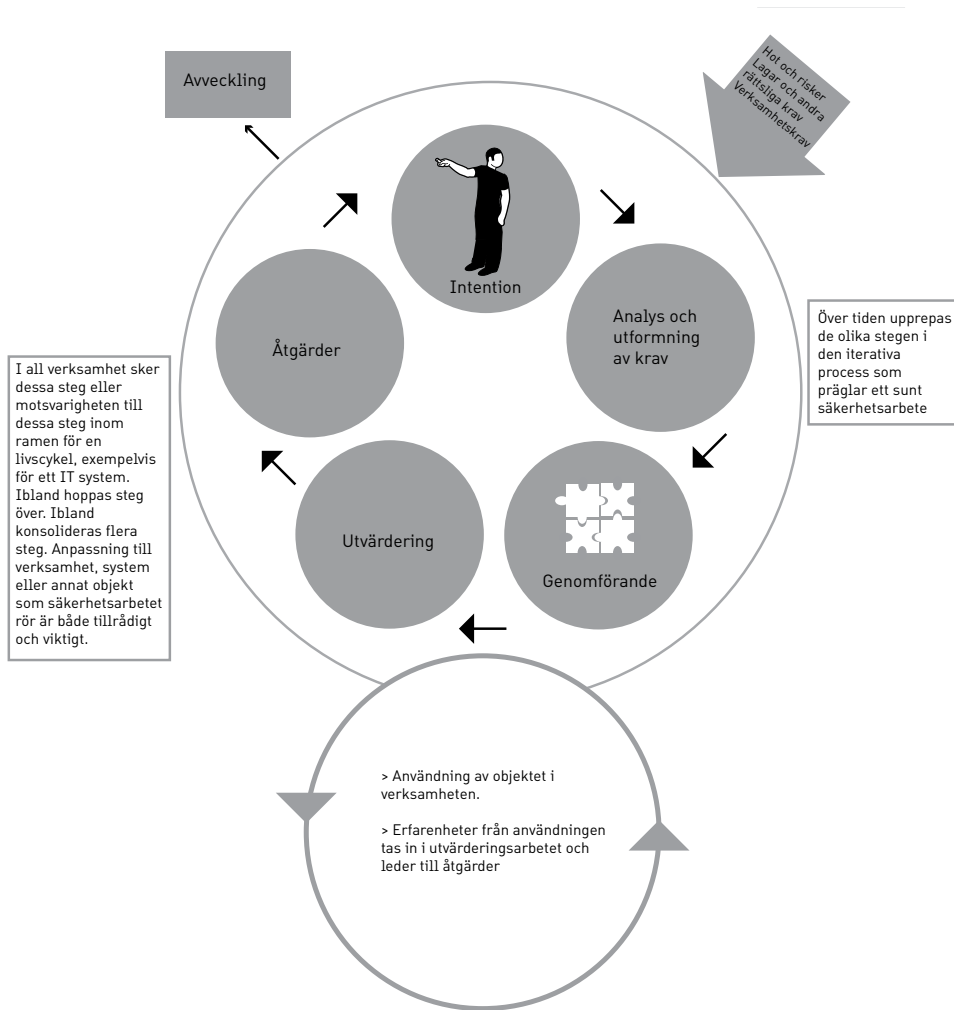 Avveckling
Hot och risker
Lagar och andra
rättsliga krav
Verksamhetskrav
Intention
Analys och
utformning
av krav
Åtgärder
Över tiden upprepas
de olika stegen i
den iterativa
process som
präglar ett sunt
säkerhetsarbete
I all verksamhet sker
dessa steg eller
motsvarigheten till
dessa steg inom
ramen för en
livscykel, exempelvis
för ett IT system.
Ibland hoppas steg
över. Ibland
konsolideras flera
steg. Anpassning till
verksamhet, system
eller annat objekt
som säkerhetsarbetet
rör är både tillrådigt
och viktigt.
Utvärdering
Genomförande
> Användning av objektet i
verksamheten.
> Erfarenheter från användningen
tas in i utvärderingsarbetet och
leder till åtgärder